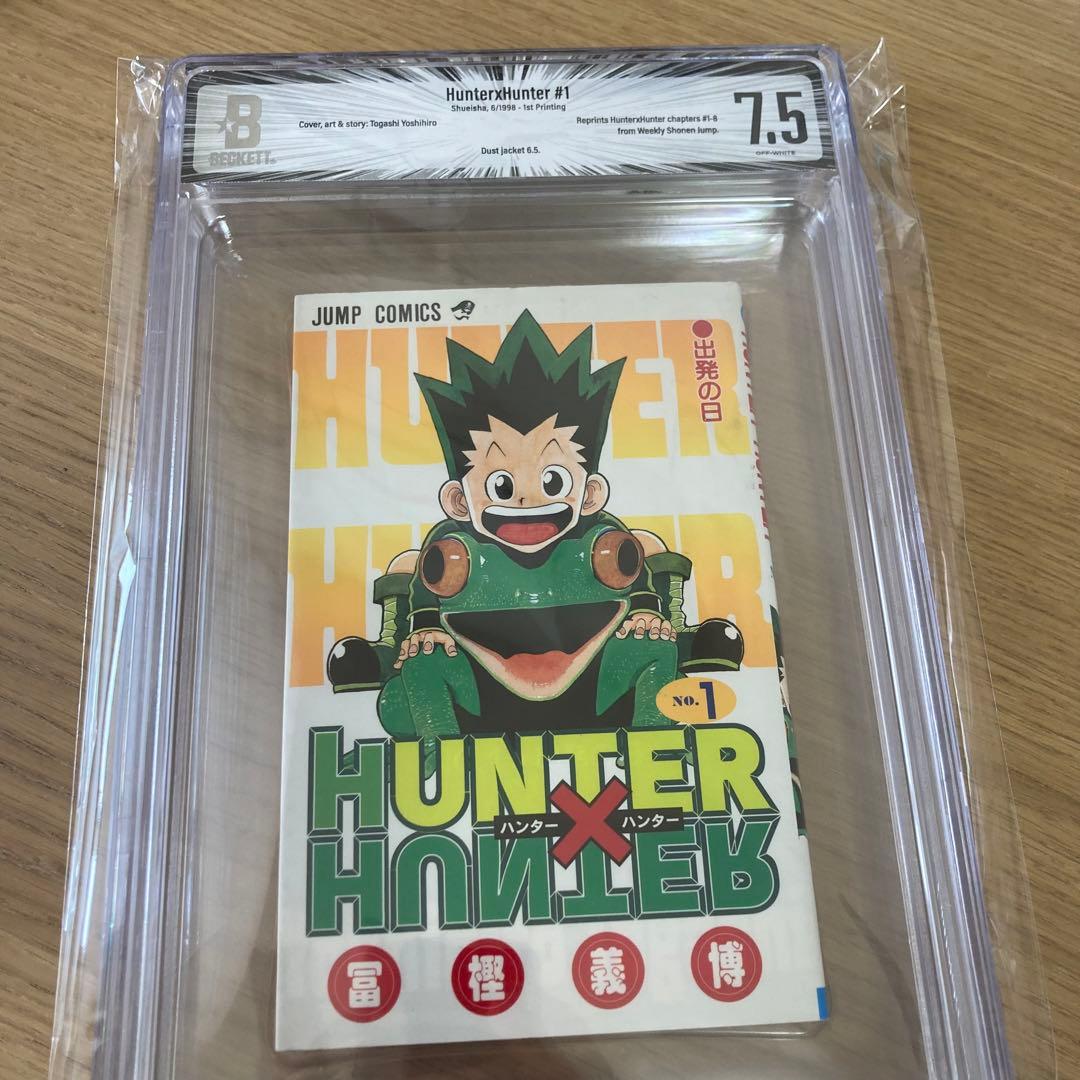 HunterxHunter #1
Shueisha, 6/1998 - 1st Printing
Cover, art & story: Togashi Yoshihiro
Reprints HunterxHunter chapters #1-8
from Weekly Shonen Jump.
Dust jacket 6.5.
B
BECKETT
7.5
OFF-WHITE
JUMP COMICS
●出発の日
HUNTER
HUNTER
NO.1
HUNTER
ハンター×ハンター
HUNTER
冨樫義博